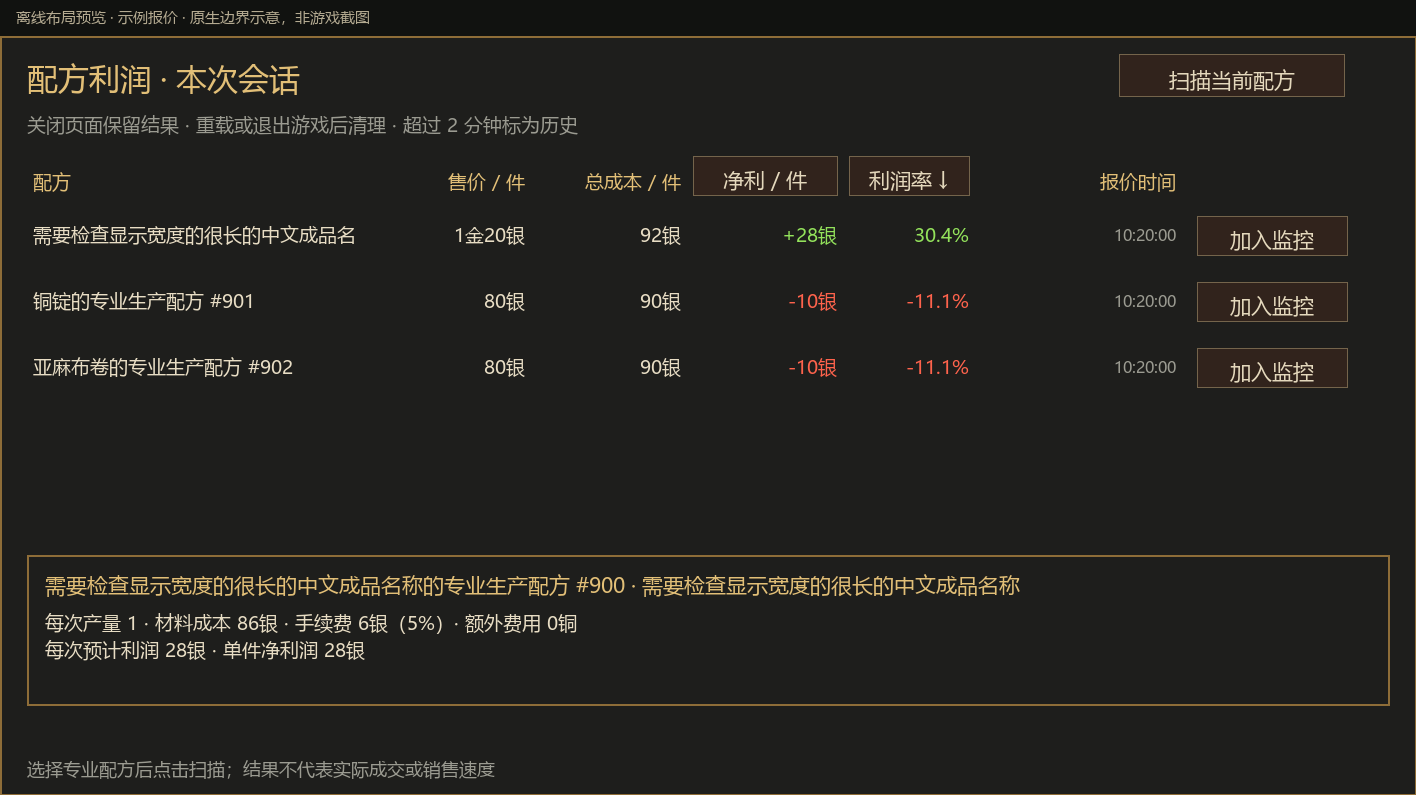 离线布局预览 · 示例报价 · 原生边界示意，非游戏截图
配方利润 · 本次会话
扫描当前配方
关闭页面保留结果 · 重载或退出游戏后清理 · 超过 2 分钟标为历史
配方 售价 / 件 总成本 / 件 净利 / 件 利润率↓ 报价时间
需要检查显示宽度的很长的中文成品名 1金20银 92银 +28银 30.4% 10:20:00 加入监控
铜锭的专业生产配方 #901 80银 90银 -10银 -11.1% 10:20:00 加入监控
亚麻布卷的专业生产配方 #902 80银 90银 -10银 -11.1% 10:20:00 加入监控
需要检查显示宽度的很长的中文成品名称的专业生产配方 #900 · 需要检查显示宽度的很长的中文成品名称
每次产量 1 · 材料成本 86银 · 手续费 6银（5%）· 额外费用 0铜
每次预计利润 28银 · 单件净利润 28银
选择专业配方后点击扫描；结果不代表实际成交或销售速度